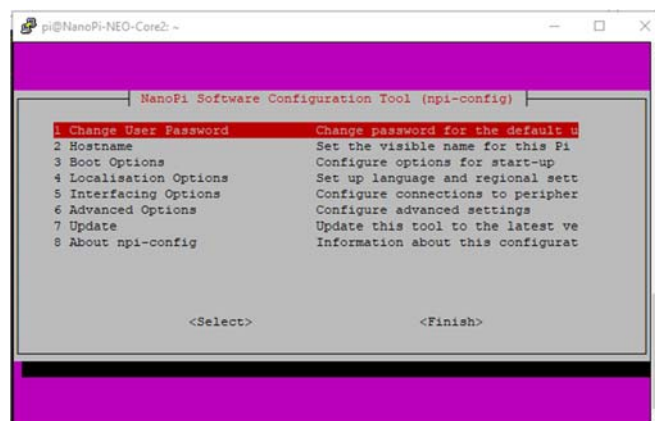 pi@NanoPi-NEO-Core2: ~
NanoPi Software Configuration Tool (npi-config)
1 Change User Password Change password for the default u
2 Hostname Set the visible name for this Pi
3 Boot Options Configure options for start-up
4 Localisation Options Set up language and regional sett
5 Interfacing Options Configure connections to peripher
6 Advanced Options Configure advanced settings
7 Update Update this tool to the latest ve
8 About npi-config Information about this configurat
<Select> <Finish>